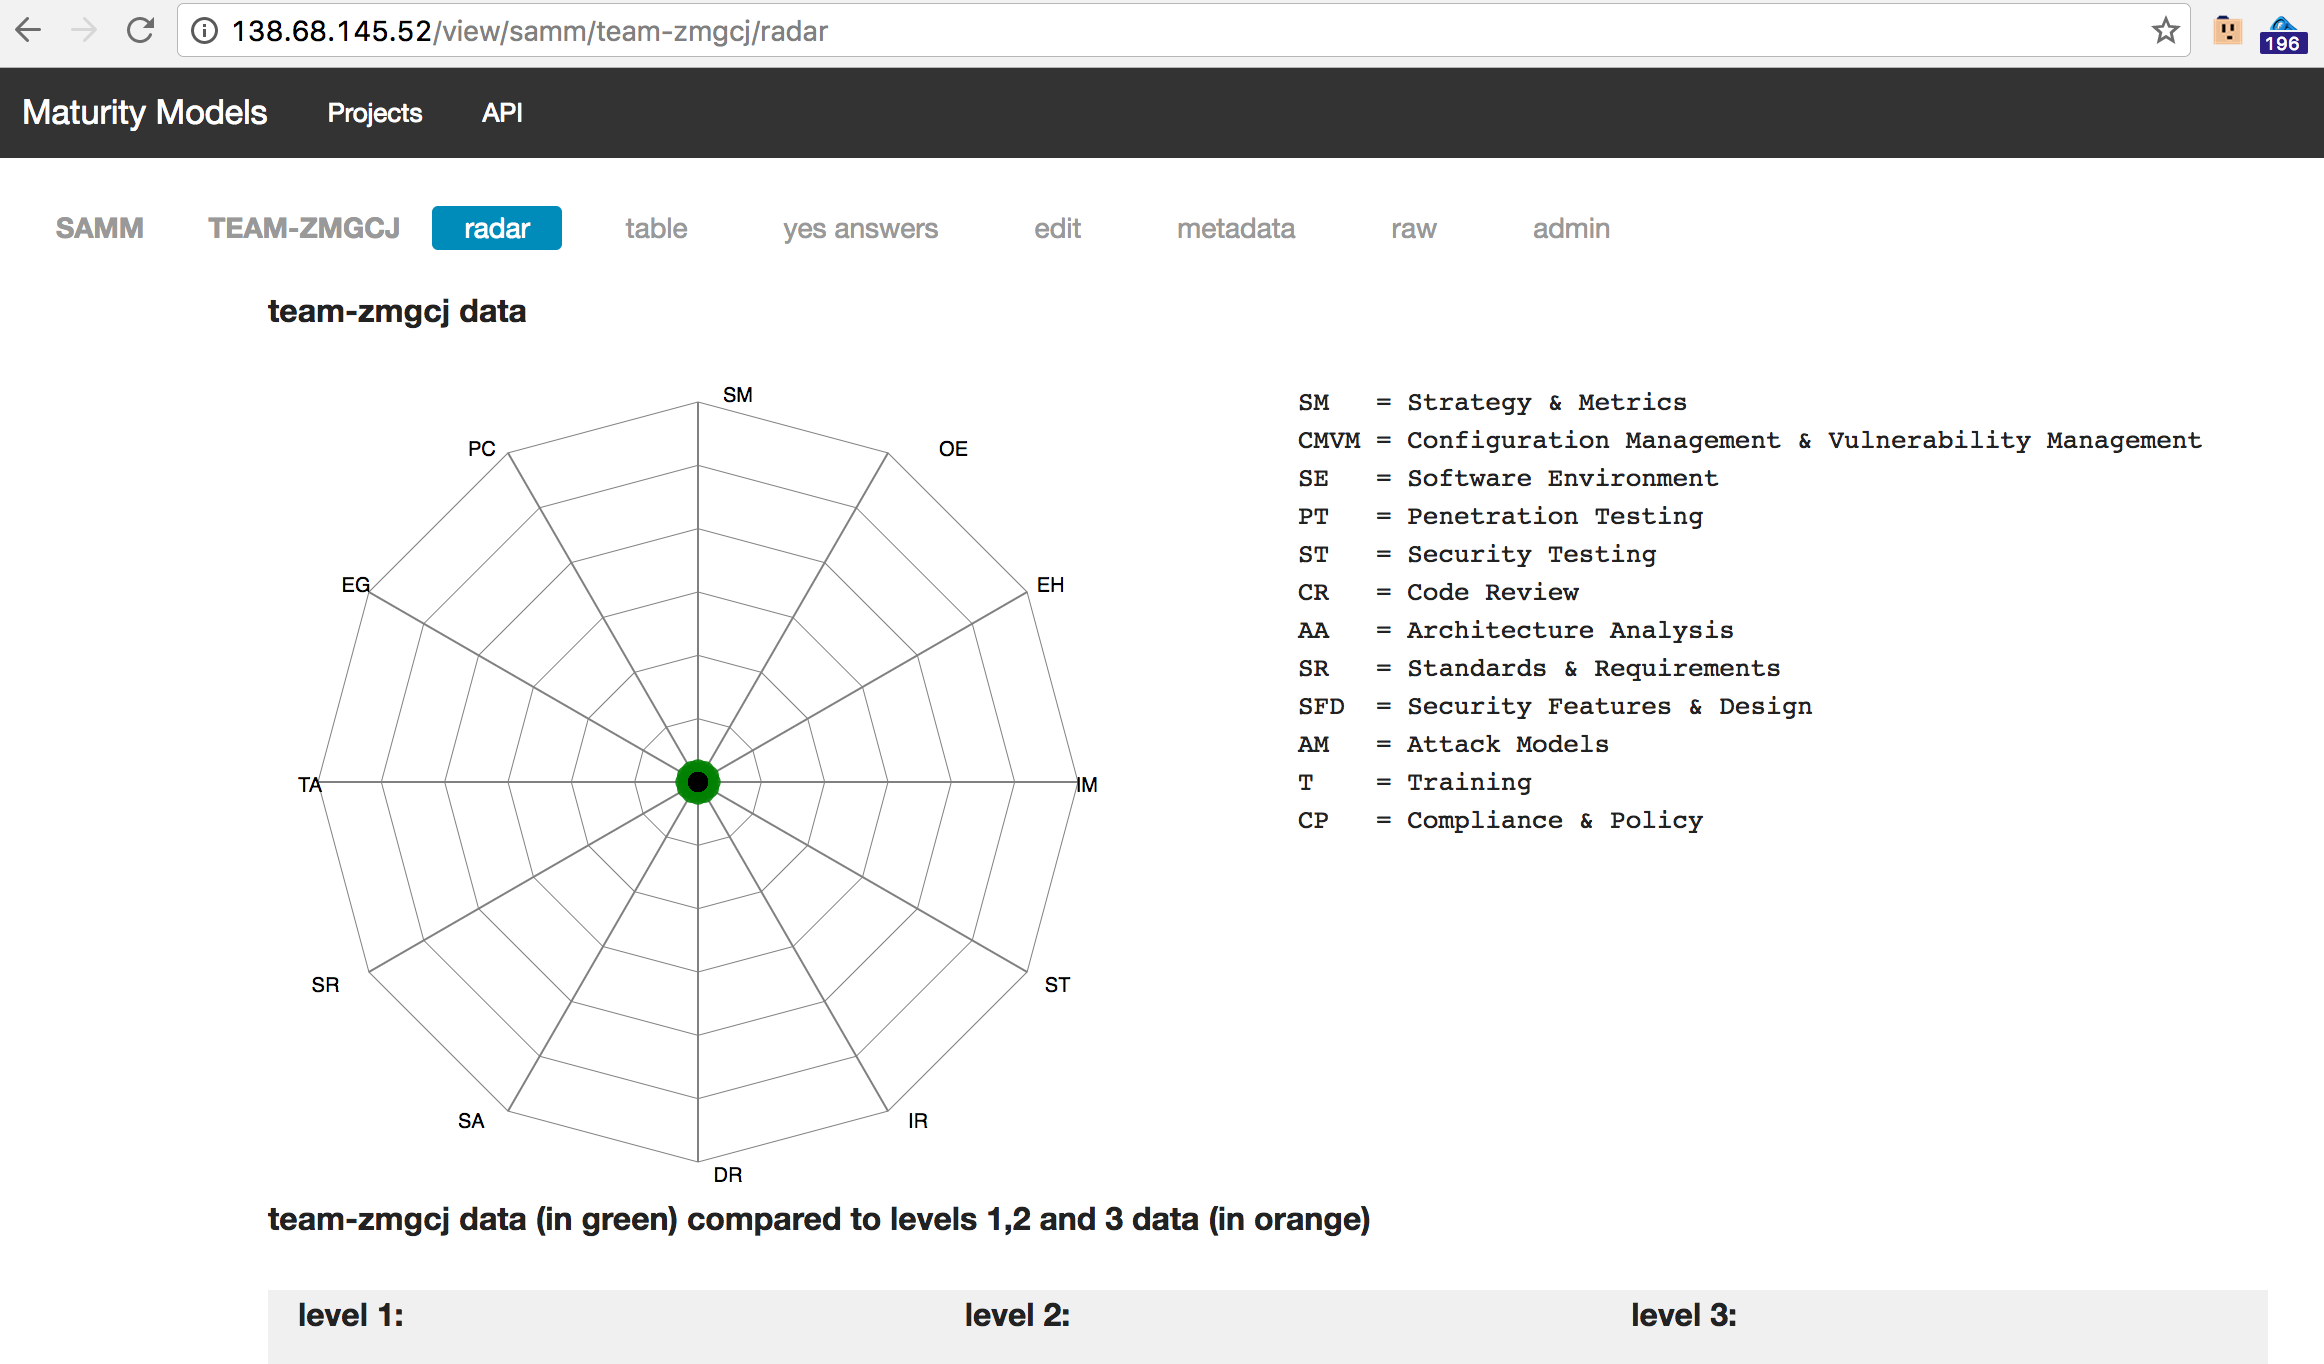 138.68.145.52/view/samm/team-zmgcj/radar
196
Maturity Models Projects API
SAMM TEAM-ZMGCJ radar table yes answers edit metadata raw admin
team-zmgcj data
SM
PC
OE
EG
EH
TA
IM
SR
ST
SA
IR
DR
SM = Strategy & Metrics
CMVM = Configuration Management & Vulnerability Management
SE = Software Environment
PT = Penetration Testing
ST = Security Testing
CR = Code Review
AA = Architecture Analysis
SR = Standards & Requirements
SFD = Security Features & Design
AM = Attack Models
T = Training
CP = Compliance & Policy
team-zmgcj data (in green) compared to levels 1,2 and 3 data (in orange)
level 1: level 2: level 3: